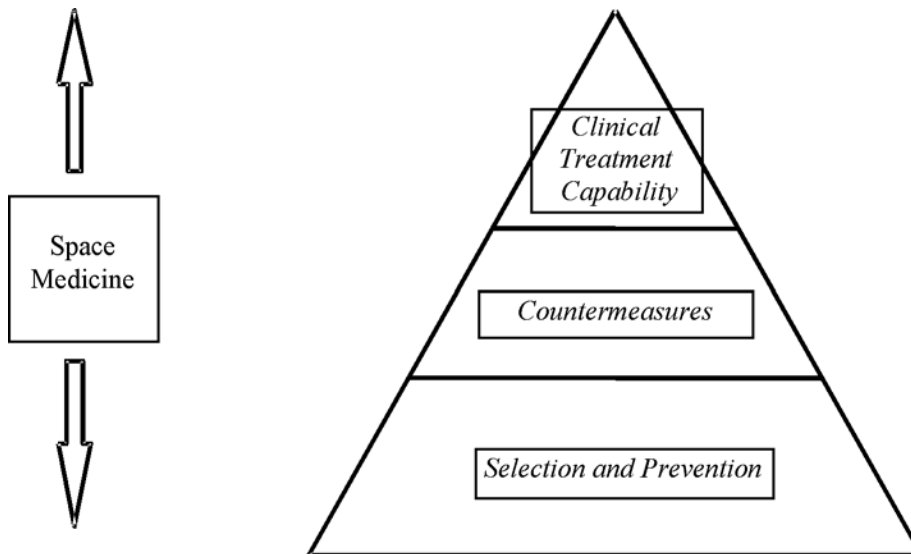 Space
Medicine
Clinical
Treatment
Capability
Countermeasures
Selection and Prevention